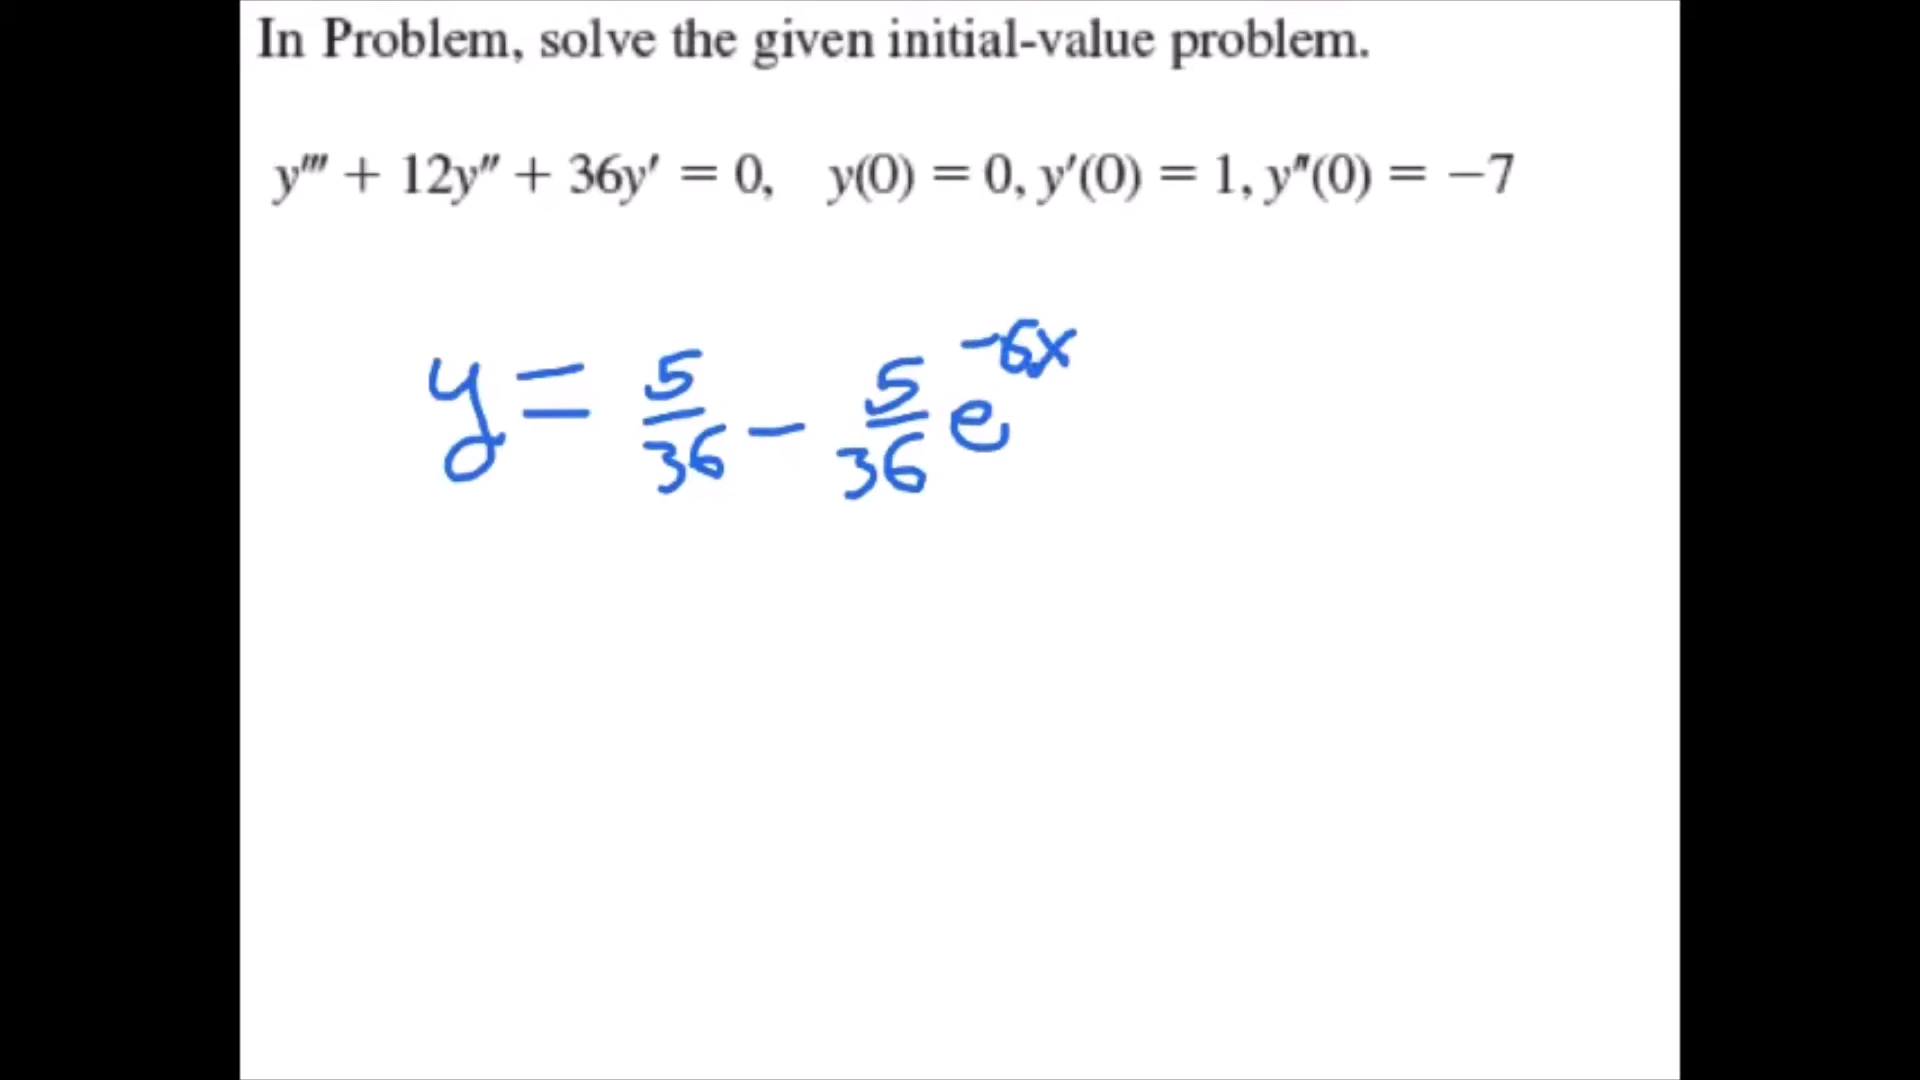 In Problem, solve the given initial-value problem.
y''' + 12y'' + 36y' = 0, y(0) = 0, y'(0) = 1, y''(0) = −7
y = 5/36 − 5/36 e^−6x